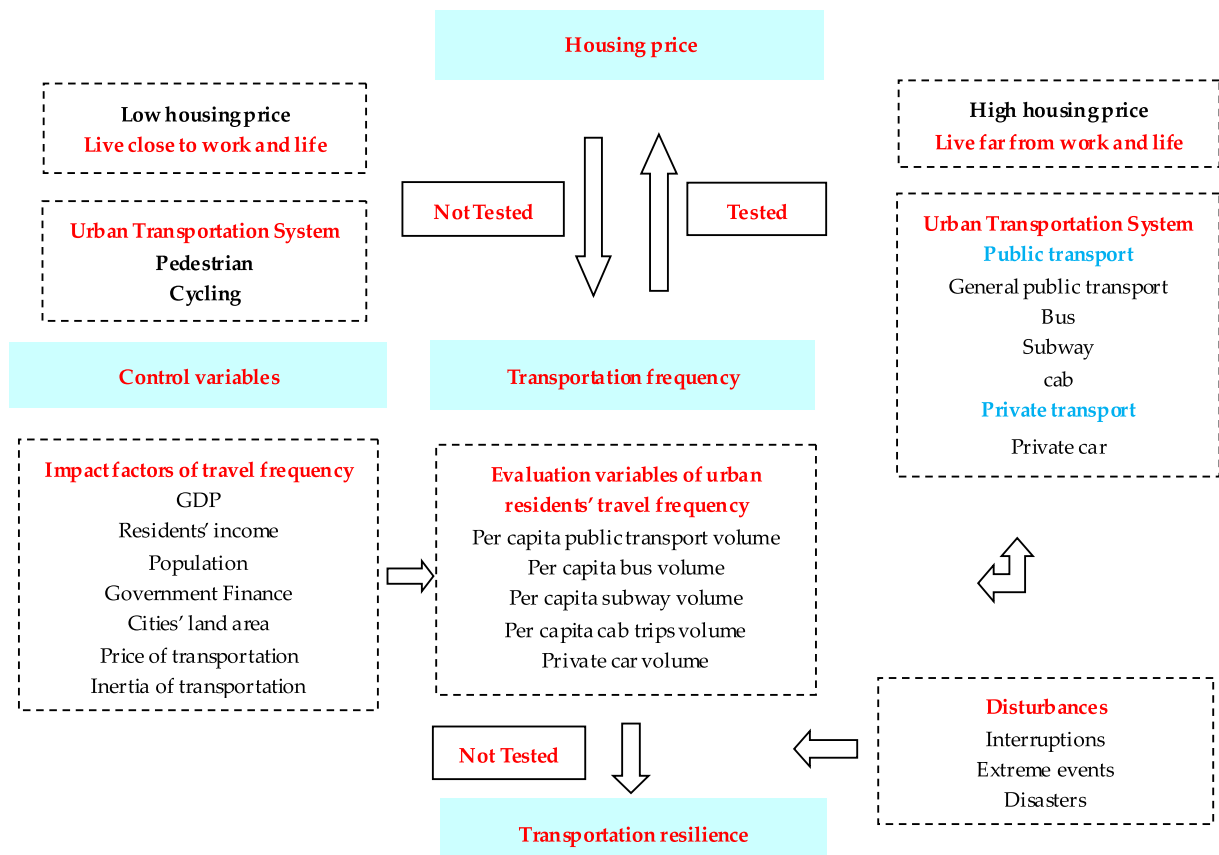 Housing price
Low housing price
Live close to work and life
High housing price
Live far from work and life
Not Tested
Tested
Urban Transportation System
Pedestrian
Cycling
Urban Transportation System
Public transport
General public transport
Bus
Subway
cab
Private transport
Private car
Control variables
Transportation frequency
Impact factors of travel frequency
GDP
Residents’ income
Population
Government Finance
Cities’ land area
Price of transportation
Inertia of transportation
Evaluation variables of urban
residents’ travel frequency
Per capita public transport volume
Per capita bus volume
Per capita subway volume
Per capita cab trips volume
Private car volume
Disturbances
Interruptions
Extreme events
Disasters
Not Tested
Transportation resilience